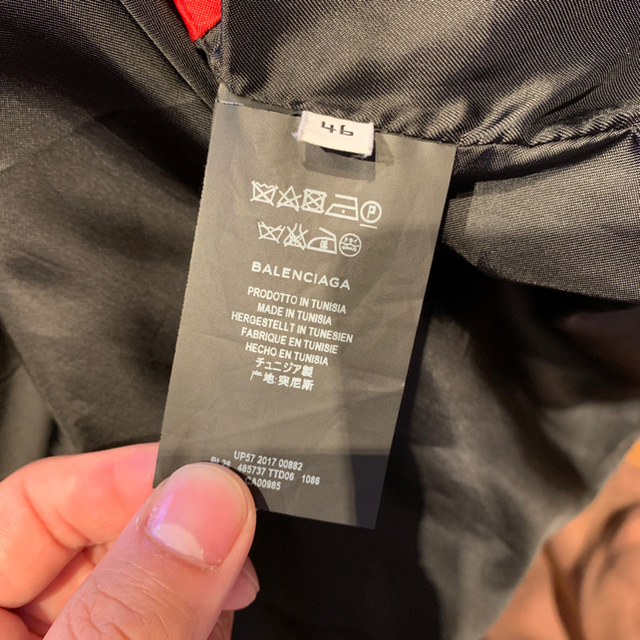 46
P
BALENCIAGA
PRODOTTO IN TUNISIA
MADE IN TUNISIA
HERGESTELLT IN TUNESIEN
FABRIQUE EN TUNISIE
HECHO EN TUNISIA
チュニジア製
产地:突尼斯
UP57 2017 00882
485737 TTD06 1086
CA00985